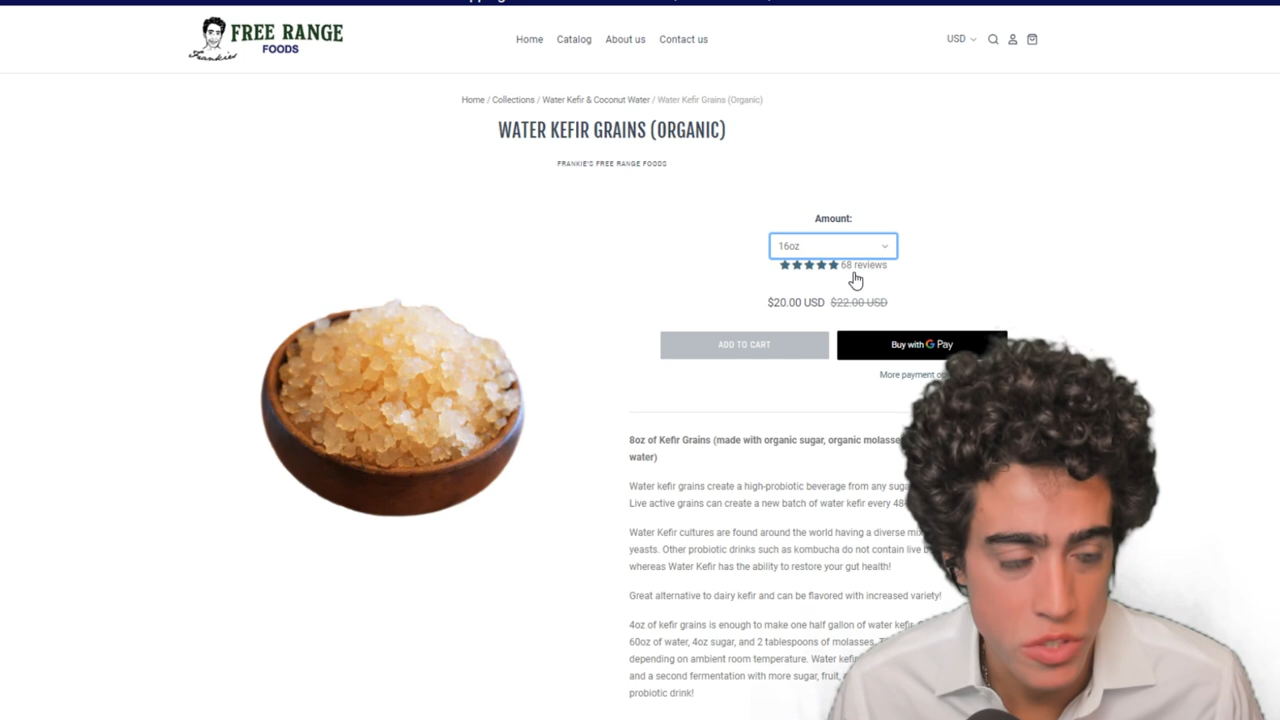 Frankies
FREE RANGE
FOODS
Home
Catalog
About us
Contact us
USD
Home / Collections / Water Kefir & Coconut Water / Water Kefir Grains (Organic)
WATER KEFIR GRAINS (ORGANIC)
FRANKIE'S FREE RANGE FOODS
Amount:
16oz
68 reviews
$20.00 USD $22.00 USD
ADD TO CART
Buy with G Pay
More payment
8oz of Kefir Grains (made with organic sugar, organic
water)
Water kefir grains create a high-probiotic beverage from any
Live active grains can create a new batch of water kefir every
Water Kefir cultures are found around the world having a diverse
yeasts. Other probiotic drinks such as kombucha do not contain live
whereas Water Kefir has the ability to restore your gut health!
Great alternative to dairy kefir and can be flavored with increased variety!
4oz of kefir grains is enough to make one half gallon of water
60oz of water, 4oz sugar, and 2 tablespoons of molasses.
depending on ambient room temperature. Water
and a second fermentation with more sugar, fruit,
probiotic drink!